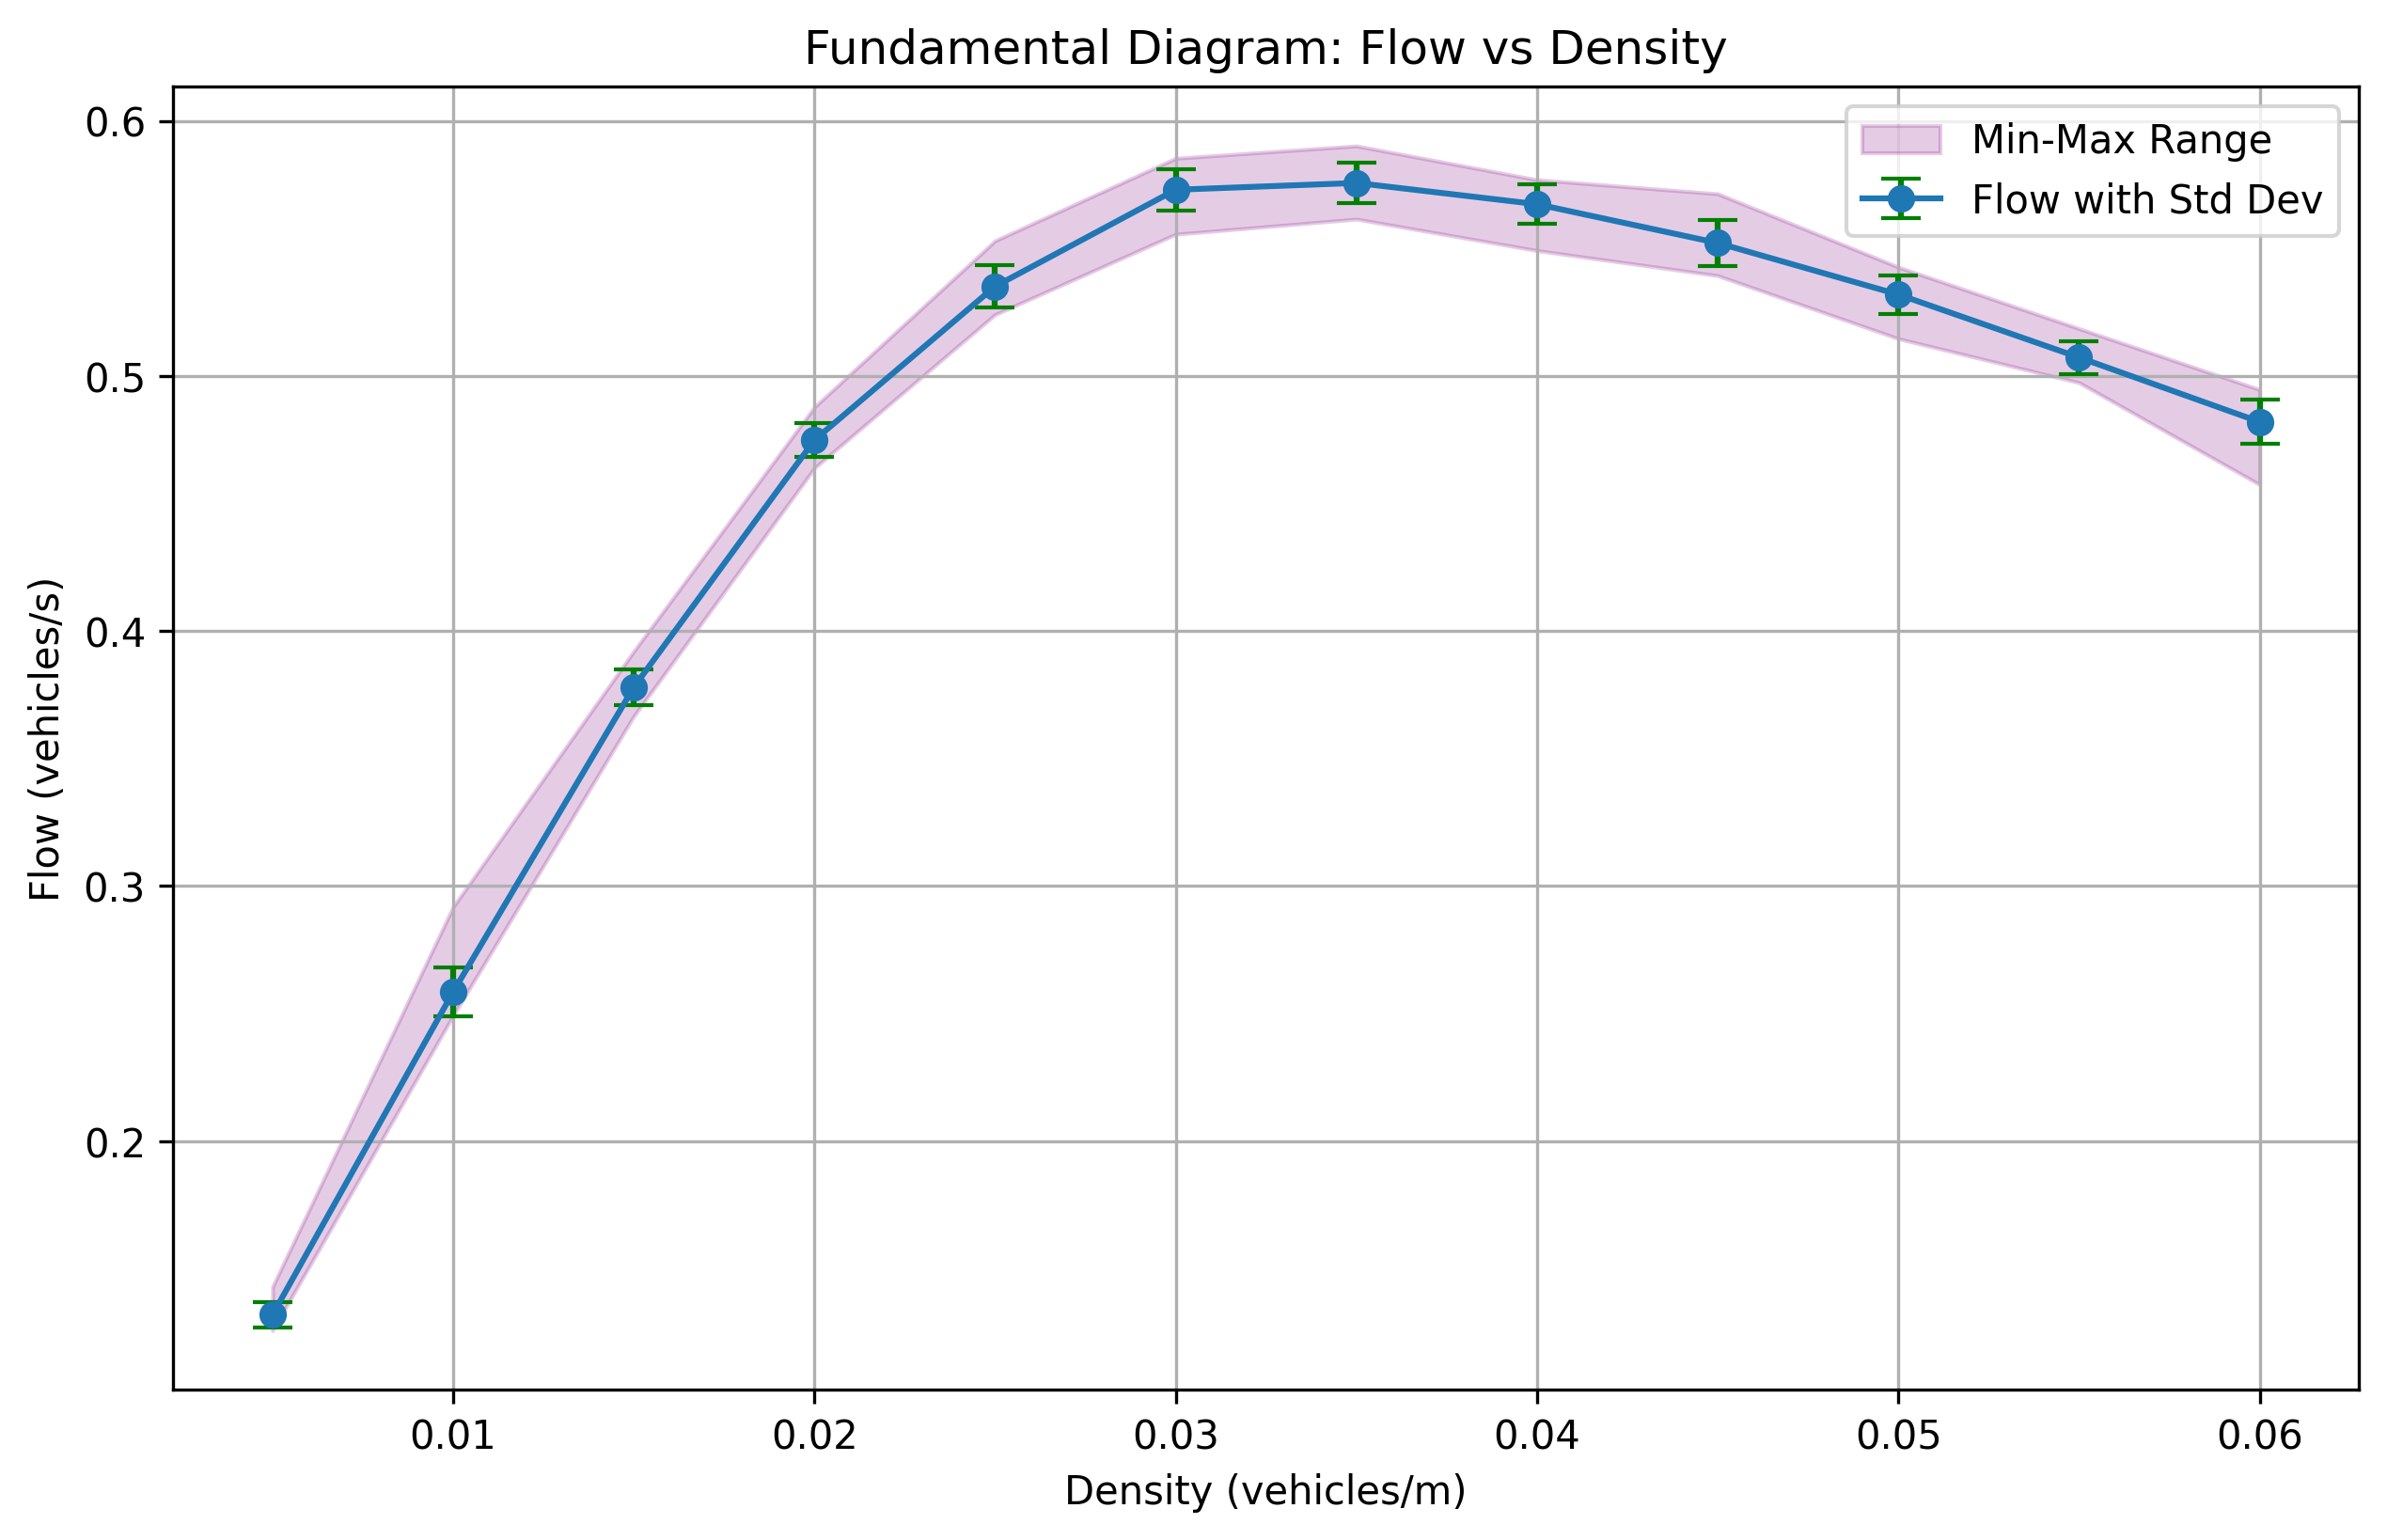 Fundamental Diagram: Flow vs Density
Min-Max Range
Flow with Std Dev
0.6
0.5
0.4
0.3
0.2
Flow (vehicles/s)
0.01 0.02 0.03 0.04 0.05 0.06
Density (vehicles/m)